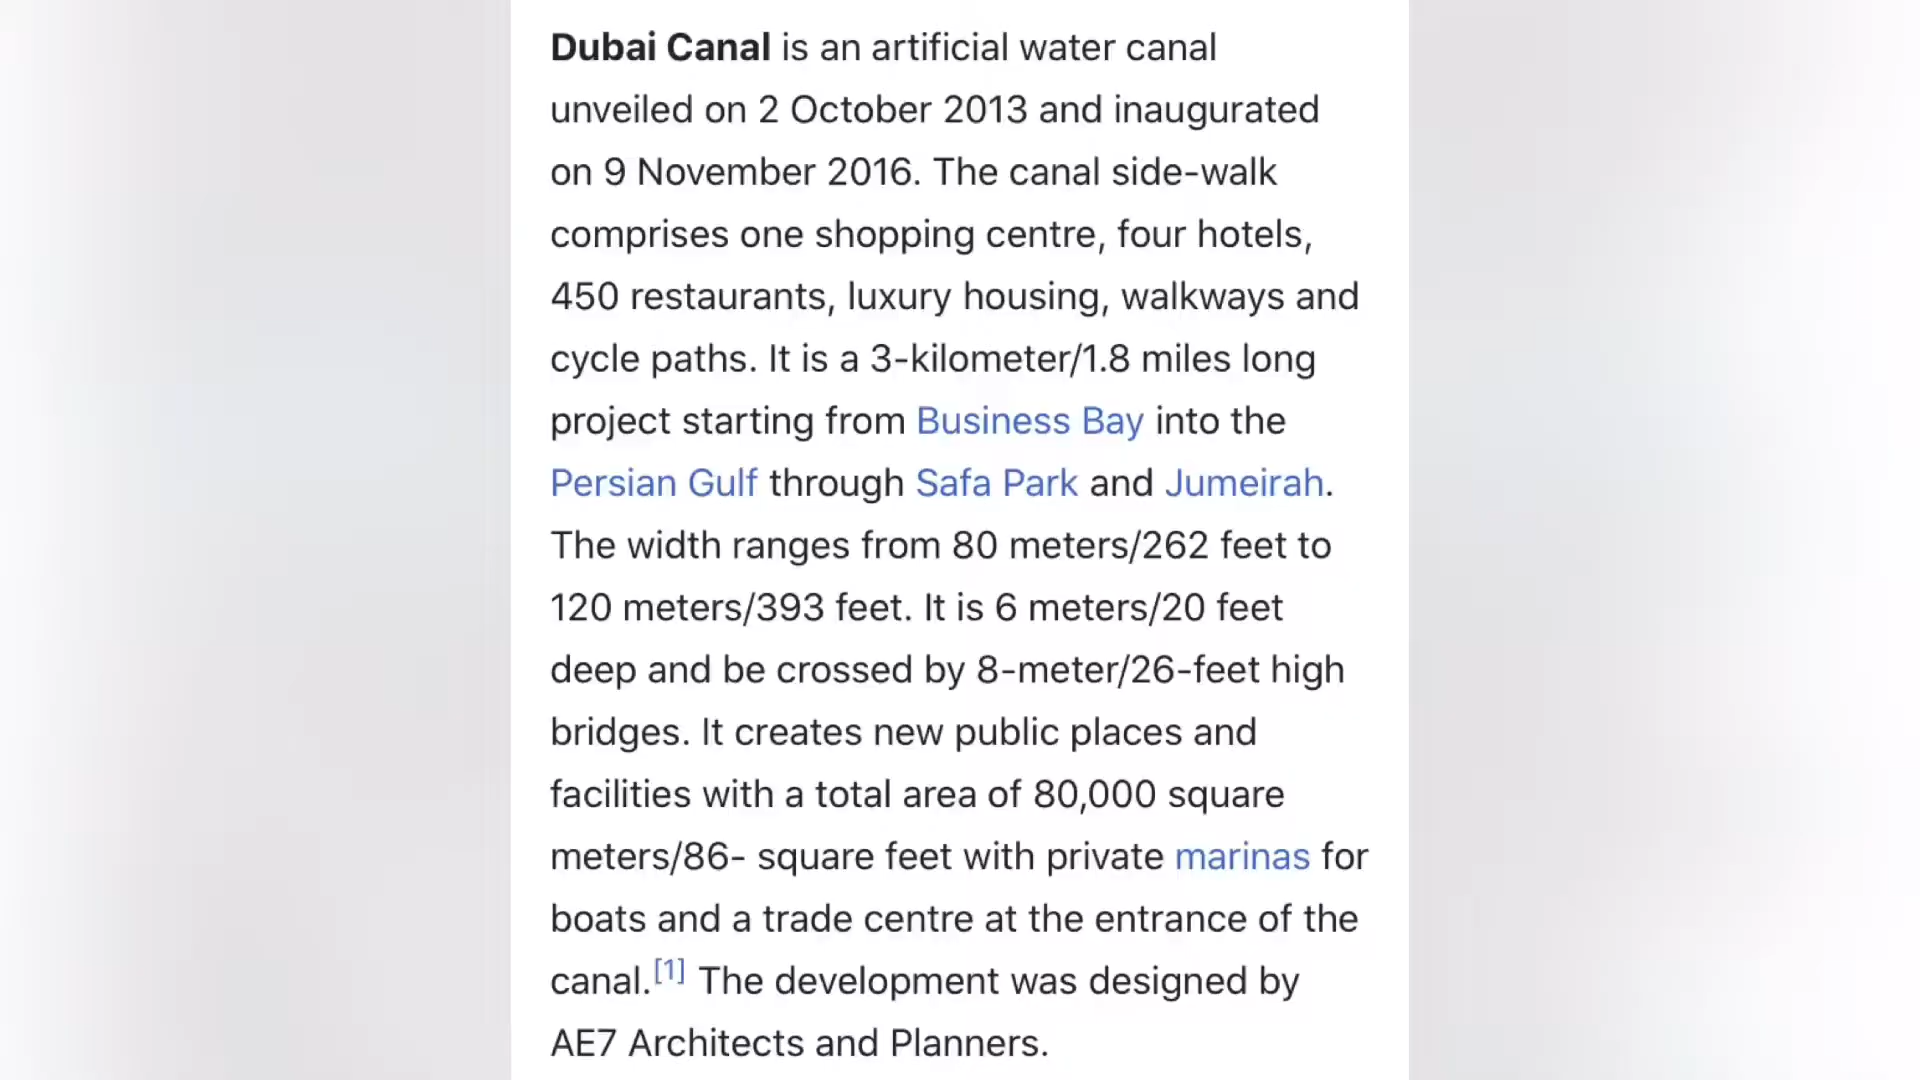 Dubai Canal is an artificial water canal
unveiled on 2 October 2013 and inaugurated
on 9 November 2016. The canal side-walk
comprises one shopping centre, four hotels,
450 restaurants, luxury housing, walkways and
cycle paths. It is a 3-kilometer/1.8 miles long
project starting from Business Bay into the
Persian Gulf through Safa Park and Jumeirah.
The width ranges from 80 meters/262 feet to
120 meters/393 feet. It is 6 meters/20 feet
deep and be crossed by 8-meter/26-feet high
bridges. It creates new public places and
facilities with a total area of 80,000 square
meters/86- square feet with private marinas for
boats and a trade centre at the entrance of the
canal.[1] The development was designed by
AE7 Architects and Planners.